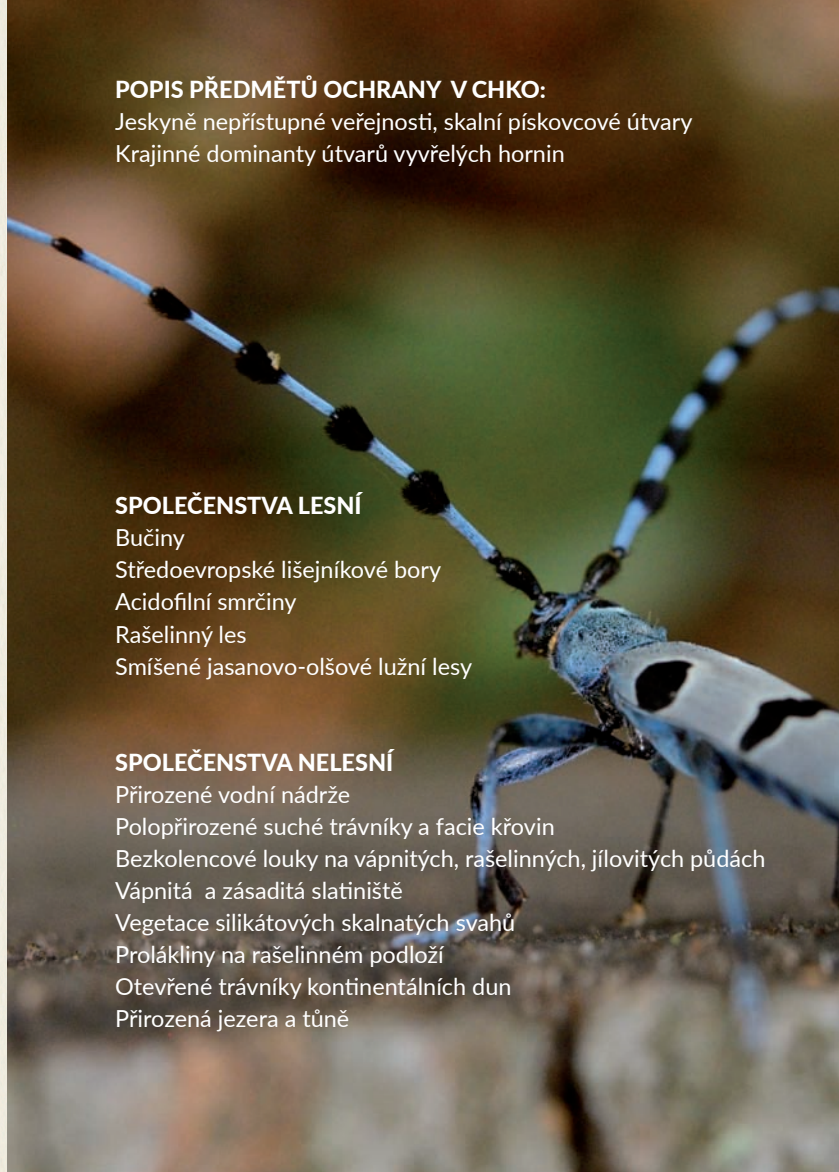 POPIS PŘEDMĚTŮ OCHRANY  V CHKO:
Jeskyně nepřístupné veřejnosti, skalní pískovcové útvary
Krajinné dominanty útvarů vyvřelých hornin
SPOLEČENSTVA LESNÍ
Bučiny
Středoevropské lišejníkové bory
Acidofilní smrčiny
Rašelinný les
Smíšené jasanovo-olšové lužní lesy
SPOLEČENSTVA NELESNÍ
Přirozené vodní nádrže
Polopřirozené suché trávníky a facie křovin
Bezkolencové louky na vápnitých, rašelinných, jílovitých půdách
Vápnitá  a zásaditá slatiniště
Vegetace silikátových skalnatých svahů
Prolákliny na rašelinném podloží
Otevřené trávníky kontinentálních dun
Přirozená jezera a tůně